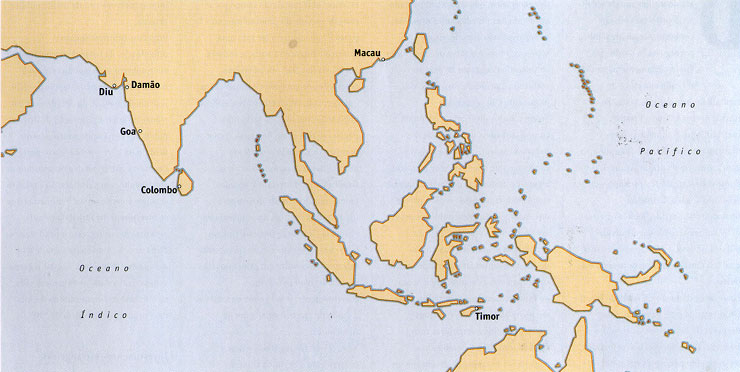 Macau
Diu
Damão
Goa
Colombo
Oceano
Pacífico
Oceano
Índico
Timor